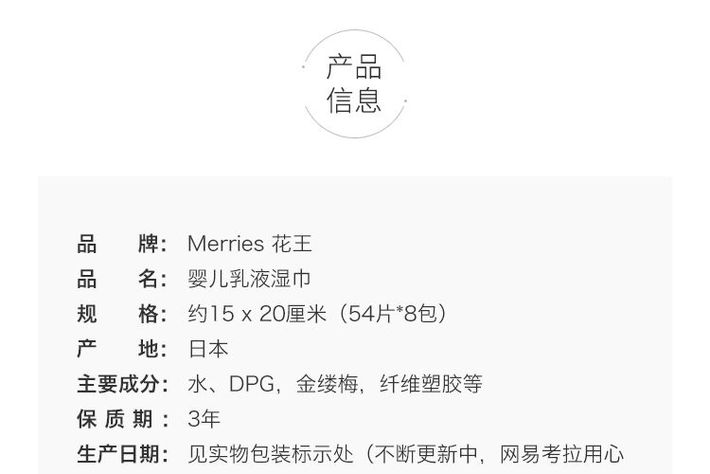 产品
信息
品 牌: Merries 花王
品 名: 婴儿乳液湿巾
规 格: 约15 x 20厘米（54片*8包）
产 地: 日本
主要成分: 水、DPG，金缕梅，纤维塑胶等
保 质 期 : 3年
生产日期: 见实物包装标示处（不断更新中，网易考拉用心